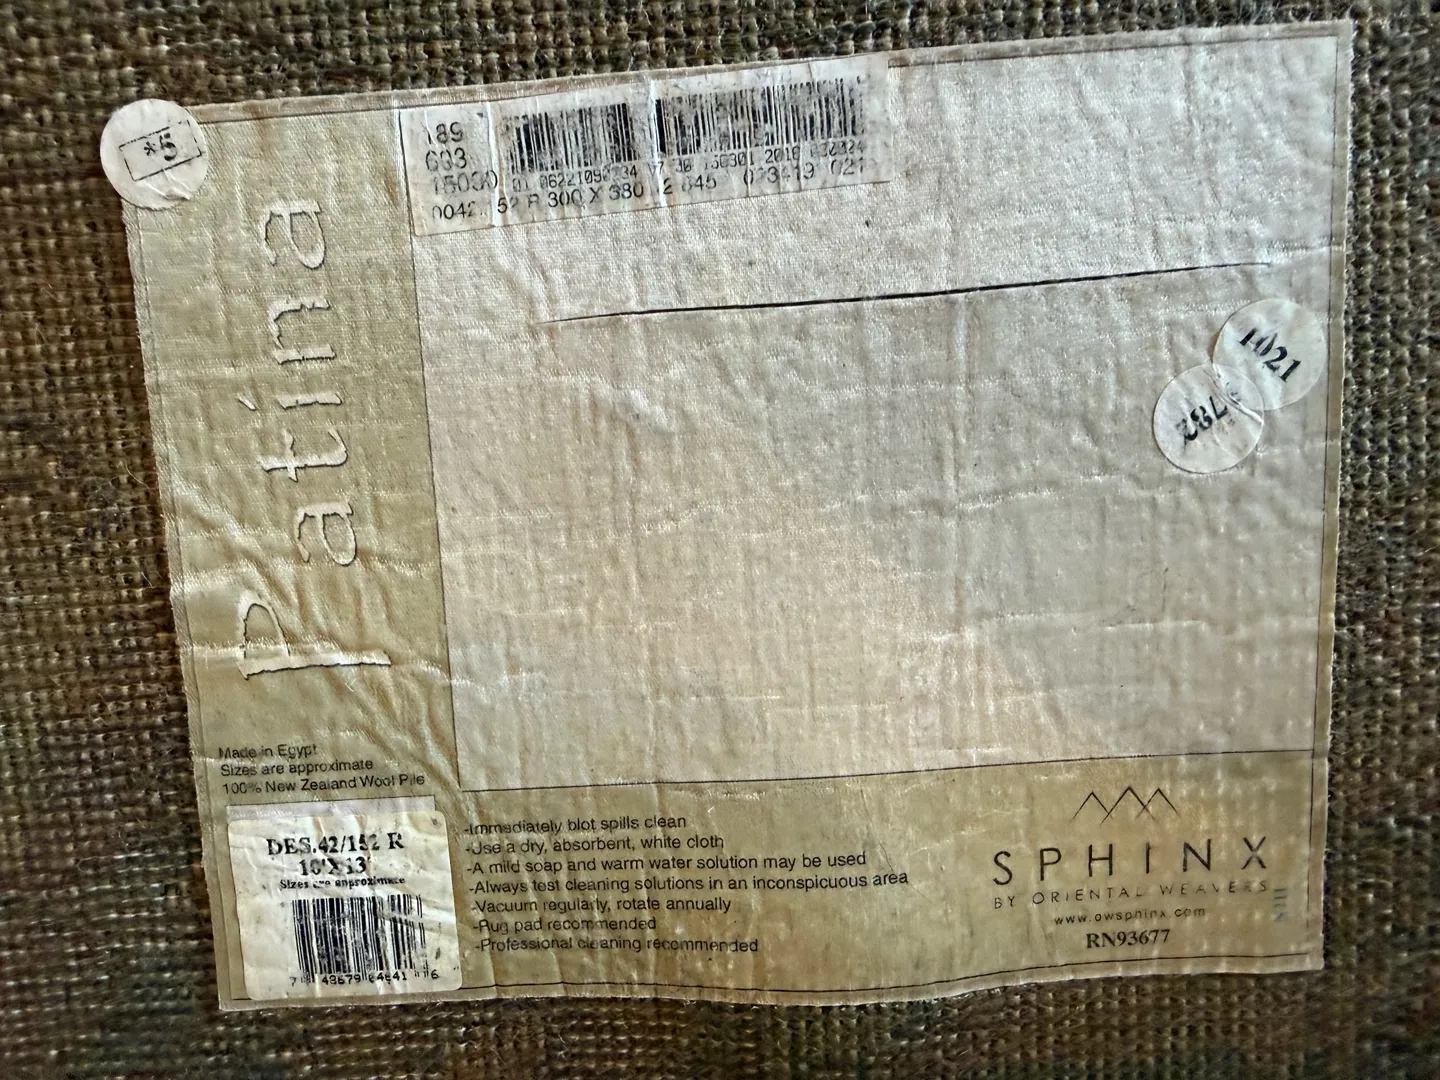 *5
189
603
0042. 52 R 300 X 380
Patina
1021
782
Made in Egypt
Sizes are approximate
100% New Zealand Wool Pile
DES.42/152 R
10'X13'
Sizes are approximate
-Immediately blot spills clean
-Use a dry, absorbent, white cloth
-A mild soap and warm water solution may be used
-Always test cleaning solutions in an inconspicuous area
-Vacuum regularly, rotate annually
-Rug pad recommended
-Professional cleaning recommended
SPHINX
BY ORIENTAL WEAVERS
www.owsphinx.com
RN93677